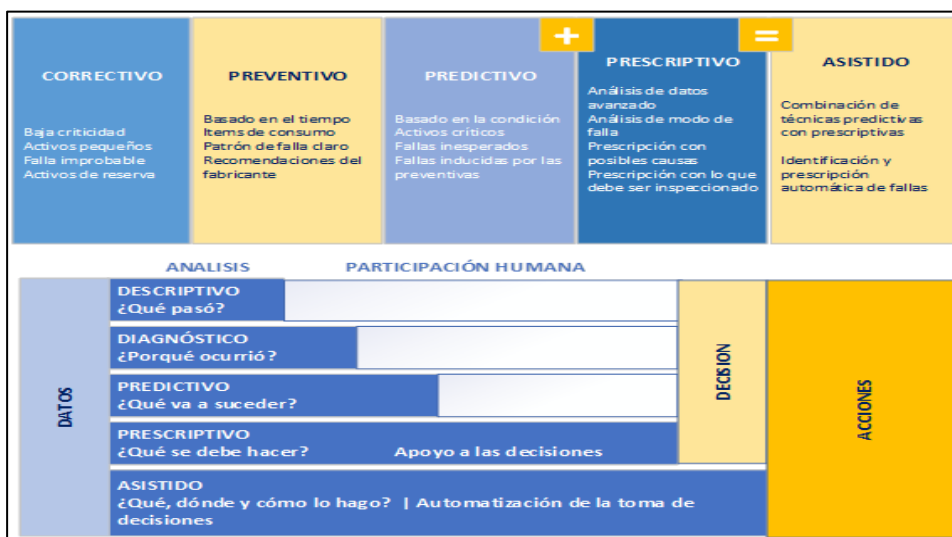 +
=
CORRECTIVO
Baja criticidad
Activos pequeños
Falla improbable
Activos de reserva
PREVENTIVO
Basado en el tiempo
Items de consumo
Patrón de falla claro
Recomendaciones del
fabricante
PREDICTIVO
Basado en la condición
Activos críticos
Fallas inesperados
Fallas inducidas por las
preventivas
PRESCRIPTIVO
Análisis de datos
avanzado
Análisis de modo de
falla
Prescripción con
posibles causas
Prescripción con lo que
debe ser inspeccionado
ASISTIDO
Combinación de
técnicas predictivas
con prescriptivas
Identificación y
prescripción
automática de fallas
ANALISIS
PARTICIPACIÓN HUMANA
DATOS
DESCRIPTIVO
¿Qué pasó?
DIAGNÓSTICO
¿Porqué ocurrió?
PREDICTIVO
¿Qué va a suceder?
PRESCRIPTIVO
¿Qué se debe hacer? Apoyo a las decisiones
ASISTIDO
¿Qué, dónde y cómo lo hago? | Automatización de la toma de
decisiones
DECISION
ACCIONES